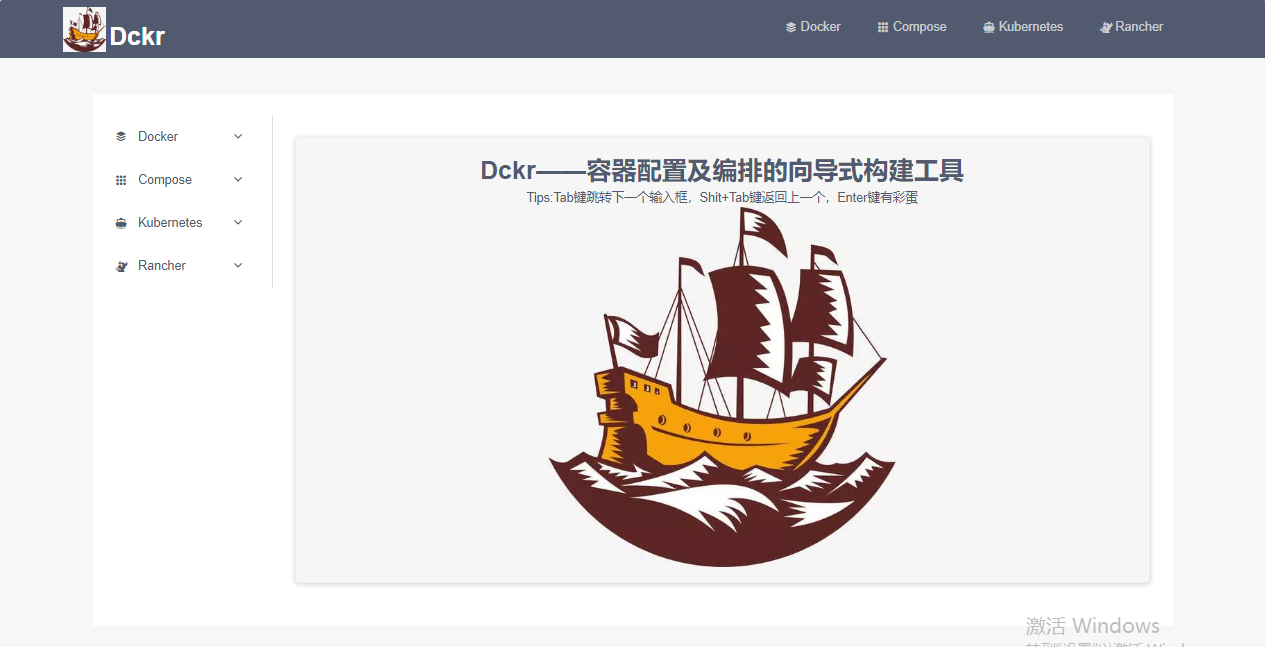 Dckr
Docker
Compose
Kubernetes
Rancher
Docker
Compose
Kubernetes
Rancher
Dckr——容器配置及编排的向导式构建工具
Tips:Tab键跳转下一个输入框，Shit+Tab键返回上一个，Enter键有彩蛋
激活 Windows